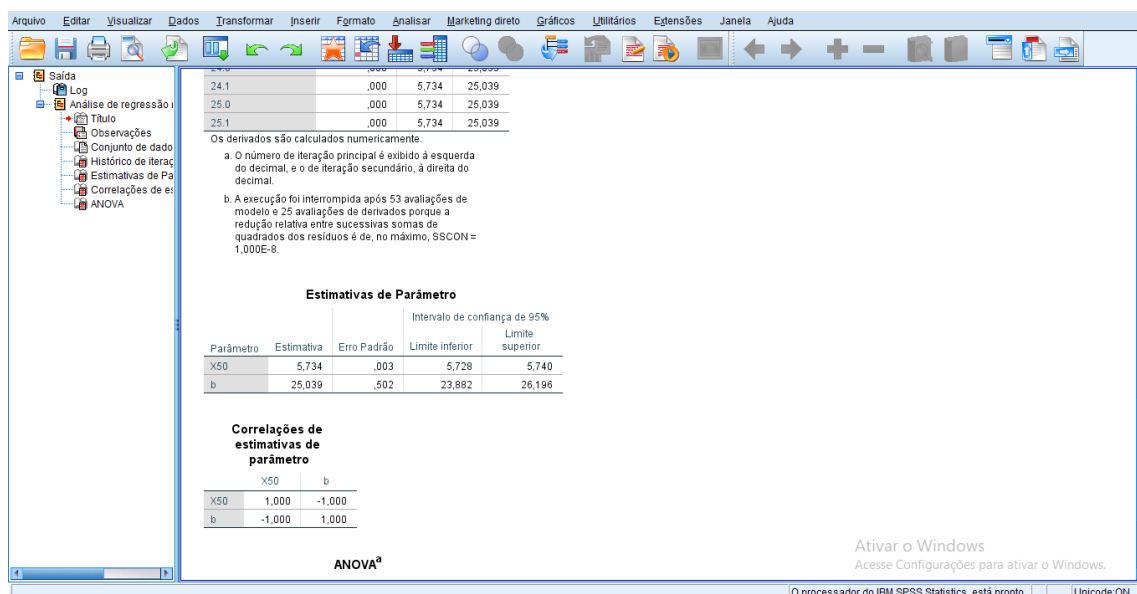 Arquivo Editar Visualizar Dados Transformar Inserir Formato Analisar Marketing direto Gráficos Utilitários Extensões Janela Ajuda
Saída
Log
Análise de regressão
Título
Observações
Conjunto de dado
Histórico de iteraç
Estimativas de Pa
Correlações de es
ANOVA
24.0 ,000 5,734 25,039
24.1 ,000 5,734 25,039
25.0 ,000 5,734 25,039
25.1 ,000 5,734 25,039
Os derivados são calculados numericamente.
a. O número de iteração principal é exibido à esquerda
do decimal, e o de iteração secundário, à direita do
decimal.
b. A execução foi interrompida após 53 avaliações de
modelo e 25 avaliações de derivados porque a
redução relativa entre sucessivas somas de
quadrados dos resíduos é de, no máximo, SSCON =
1,000E-8.
Estimativas de Parâmetro
Intervalo de confiança de 95%
Parâmetro Estimativa Erro Padrão Limite inferior Limite
superior
X50 5,734 ,003 5,728 5,740
b 25,039 ,502 23,882 26,196
Correlações de
estimativas de
parâmetro
X50 b
X50 1,000 -1,000
b -1,000 1,000
ANOVAa
Ativar o Windows
Acesse Configurações para ativar o Windows.
O processador do IBM SPSS Statistics está pronto Unicode:ON